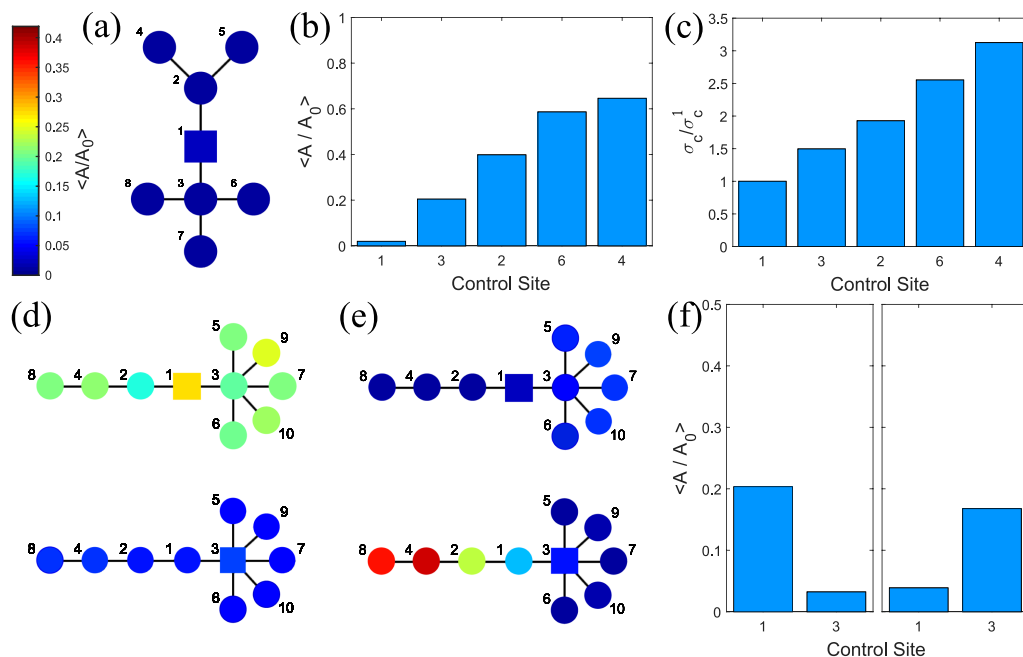 (a)
0.4
0.35
0.3
0.25
0.2
0.15
0.1
0.05
0
<A/A0>
4
5
2
1
8
3
6
7
(b)
1
0.8
0.6
0.4
0.2
0
<A / A0>
1 3 2 6 4
Control Site
(c)
3.5
3
2.5
2
1.5
1
0.5
0
σc/σc1
1 3 2 6 4
Control Site
(d)
5
9
8 4 2 1 3 7
6
10
5
9
8 4 2 1 3 7
6
10
(e)
5
9
8 4 2 1 3 7
6
10
5
9
8 4 2 1 3 7
6
10
(f)
0.5
0.4
0.3
0.2
0.1
0
<A / A0>
1 3 1 3
Control Site